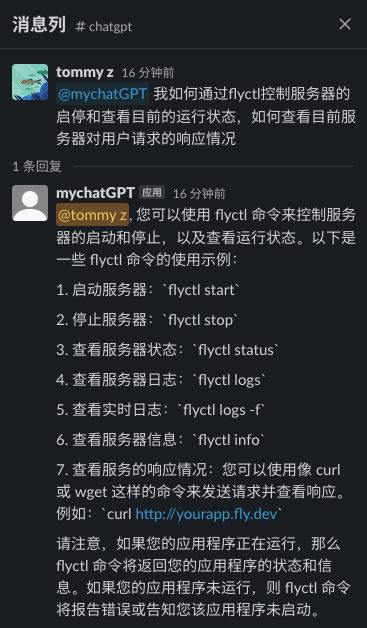 消息列 # chatgpt
tommy z 16 分钟前
@mychatGPT 我如何通过flyctl控制服务器的
启停和查看目前的运行状态，如何查看目前服
务器对用户请求的响应情况
1 条回复
mychatGPT 应用 16 分钟前
@tommy z, 您可以使用 flyctl 命令来控制服务
器的启动和停止，以及查看运行状态。以下是
一些 flyctl 命令的使用示例：
1. 启动服务器：`flyctl start`
2. 停止服务器：`flyctl stop`
3. 查看服务器状态：`flyctl status`
4. 查看服务器日志：`flyctl logs`
5. 查看实时日志：`flyctl logs -f`
6. 查看服务器信息：`flyctl info`
7. 查看服务的响应情况：您可以使用像 curl
或 wget 这样的命令来发送请求并查看响应。
例如：`curl http://yourapp.fly.dev`
请注意，如果您的应用程序正在运行，那么
flyctl 命令将返回您的应用程序的状态和信
息。如果您的应用程序未运行，则 flyctl 命令
将报告错误或告知您该应用程序未启动。